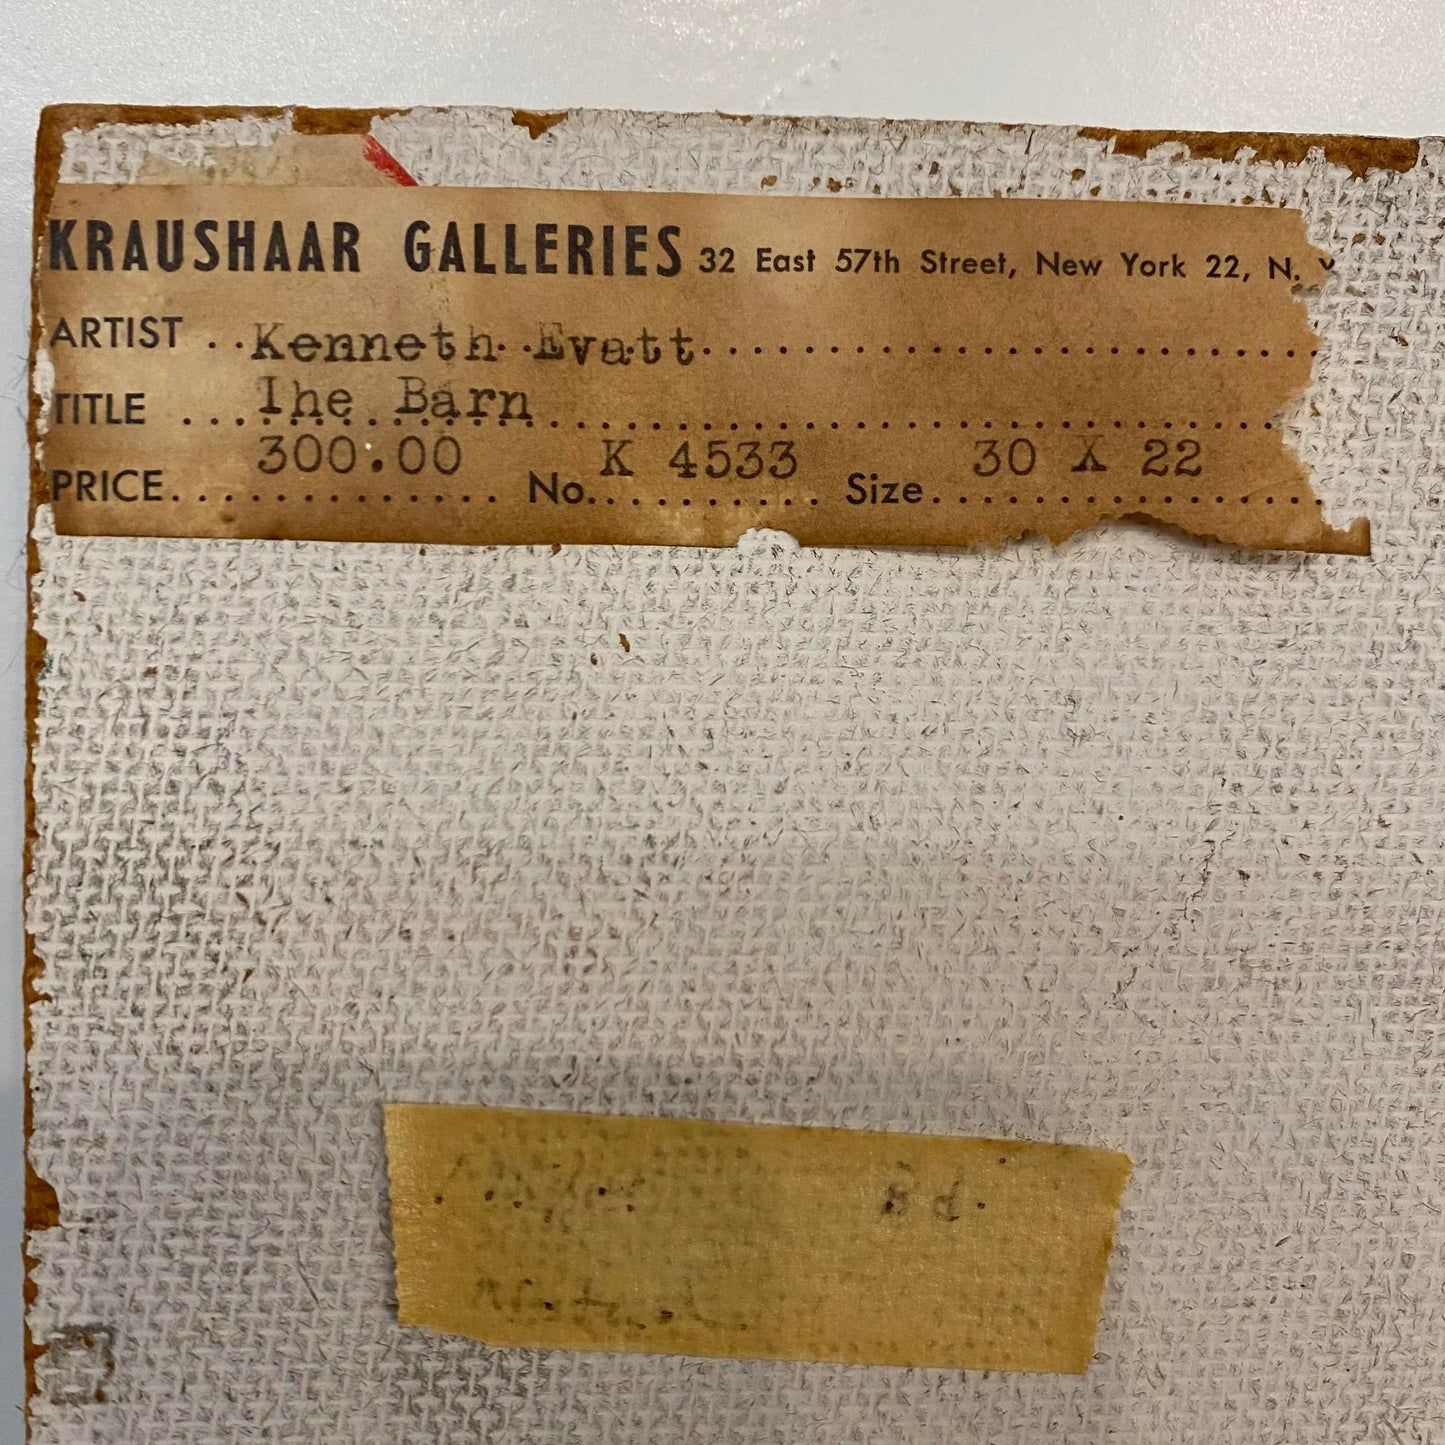 KRAUSHAAR GALLERIES 32 East 57th Street, New York 22, N. Y
ARTIST ..Kenneth Evatt..............................
TITLE ...The Barn..............................
PRICE 300.00 No. K 4533 Size 30 X 22